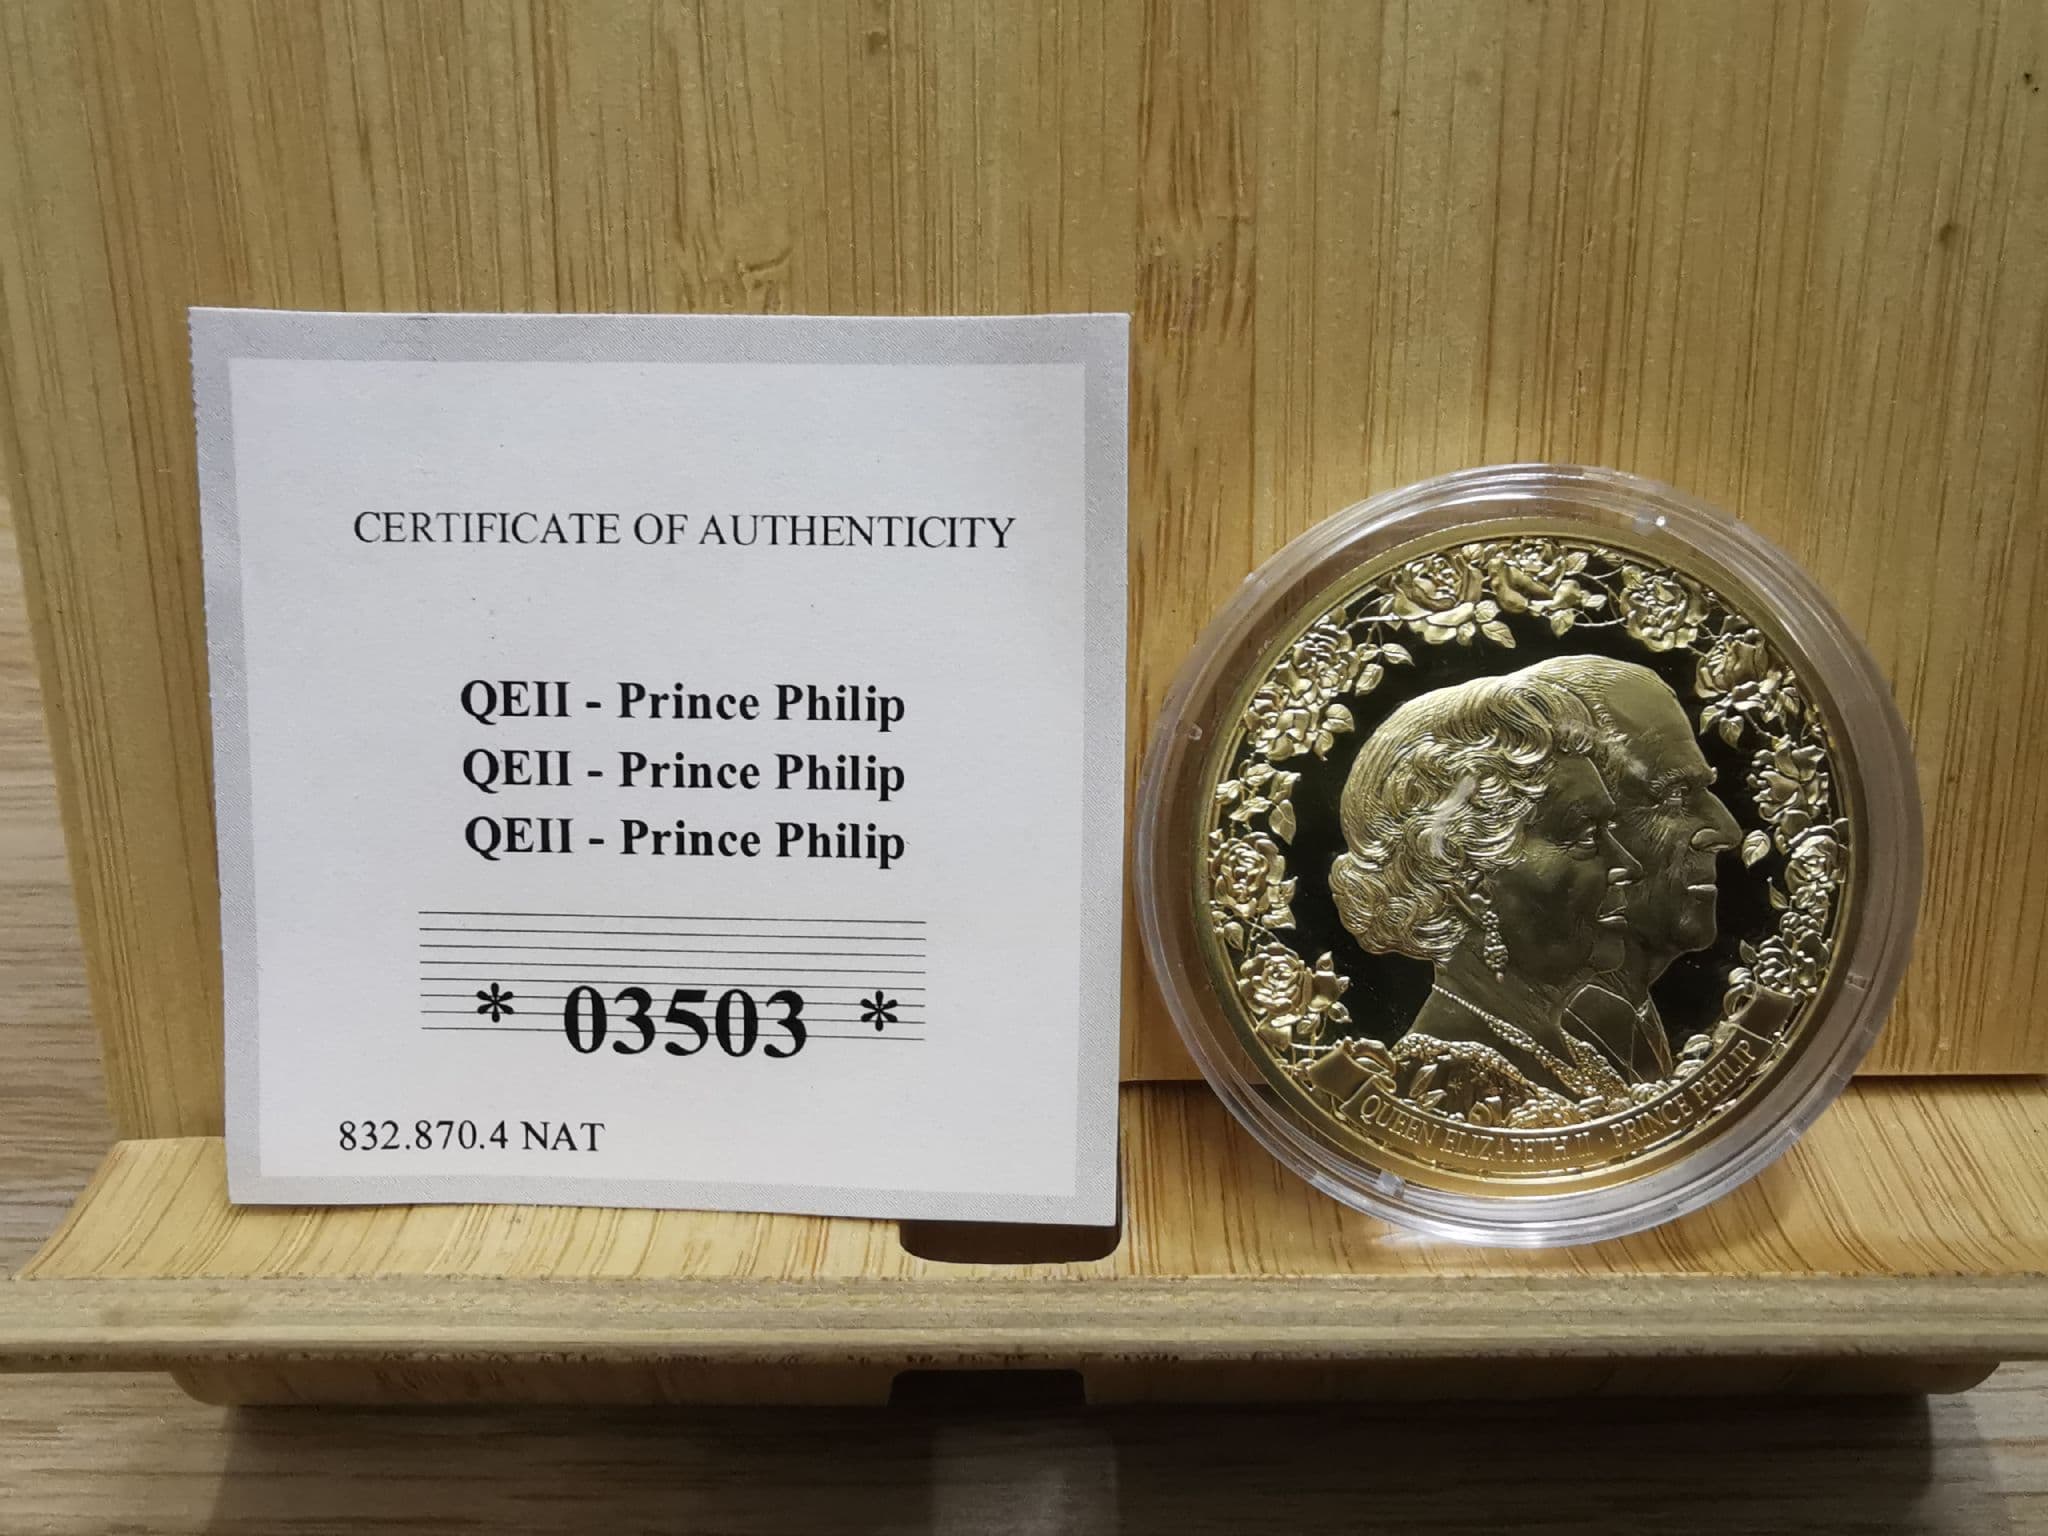 CERTIFICATE OF AUTHENTICITY
QEII - Prince Philip
QEII - Prince Philip
QEII - Prince Philip
* 03503 *
832.870.4 NAT
QUEEN ELIZABETH II · PRINCE PHILIP